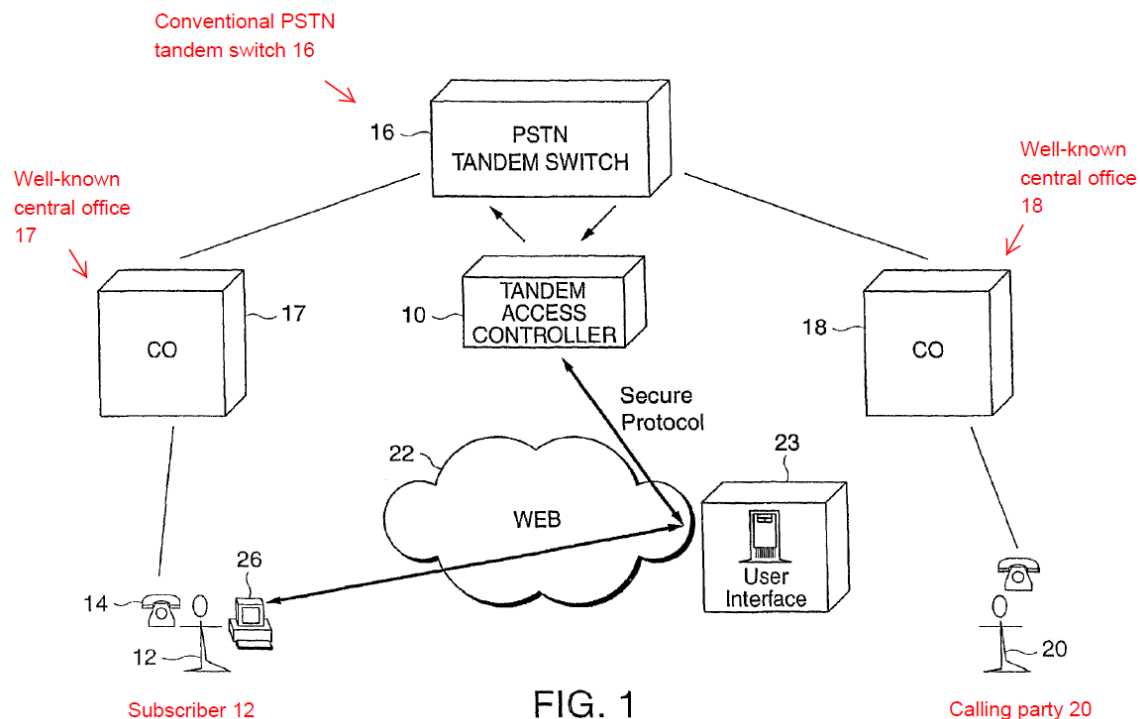 Conventional PSTN
tandem switch 16
16
PSTN
TANDEM SWITCH
Well-known
central office
17
Well-known
central office
18
CO
17
10
TANDEM
ACCESS
CONTROLLER
18
CO
Secure
Protocol
22
WEB
23
User
Interface
14
26
12
20
Subscriber 12
FIG. 1
Calling party 20